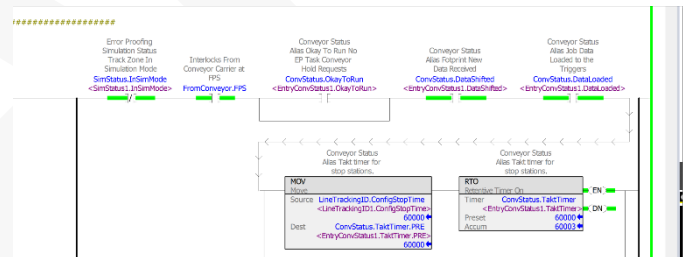 ##################
Error Proofing
Simulation Status
Track Zone In
Simulation Mode
SimStatus.InSimMode
<SimStatus1.InSimMode>
Interlocks From
Conveyor Carrier at
FPS
FromConveyor.FPS
Conveyor Status
Alias Okay To Run No
EP Task Conveyor
Hold Requests
ConvStatus.OkayToRun
<EntryConvStatus1.OkayToRun>
Conveyor Status
Alias Fotprint New
Data Received
ConvStatus.DataShifted
<EntryConvStatus1.DataShifted>
Conveyor Status
Alias Job Data
Loaded to the
Triggers
ConvStatus.DataLoaded
<EntryConvStatus1.DataLoaded>
Conveyor Status
Alias Takt timer for
stop stations.
MOV
Move
Source LineTrackingID.ConfigStopTime
<LineTrackingID1.ConfigStopTime>
60000
Dest ConvStatus.TaktTimer.PRE
<EntryConvStatus1.TaktTimer.PRE>
60000
Conveyor Status
Alias Takt timer for
stop stations.
RTO
Retentive Timer On EN
Timer ConvStatus.TaktTimer
<EntryConvStatus1.TaktTimer> DN
Preset 60000
Accum 60003